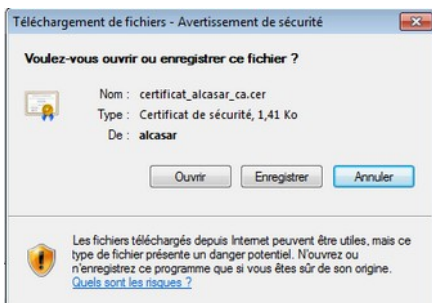 Téléchargement de fichiers - Avertissement de sécurité
Voulez-vous ouvrir ou enregistrer ce fichier ?
Nom : certificat_alcasar_ca.cer
Type : Certificat de sécurité, 1,41 Ko
De : alcasar
Ouvrir Enregistrer Annuler
Les fichiers téléchargés depuis Internet peuvent être utiles, mais ce
type de fichier présente un danger potentiel. N'ouvrez ou
n'enregistrez ce programme que si vous êtes sûr de son origine.
Quels sont les risques ?